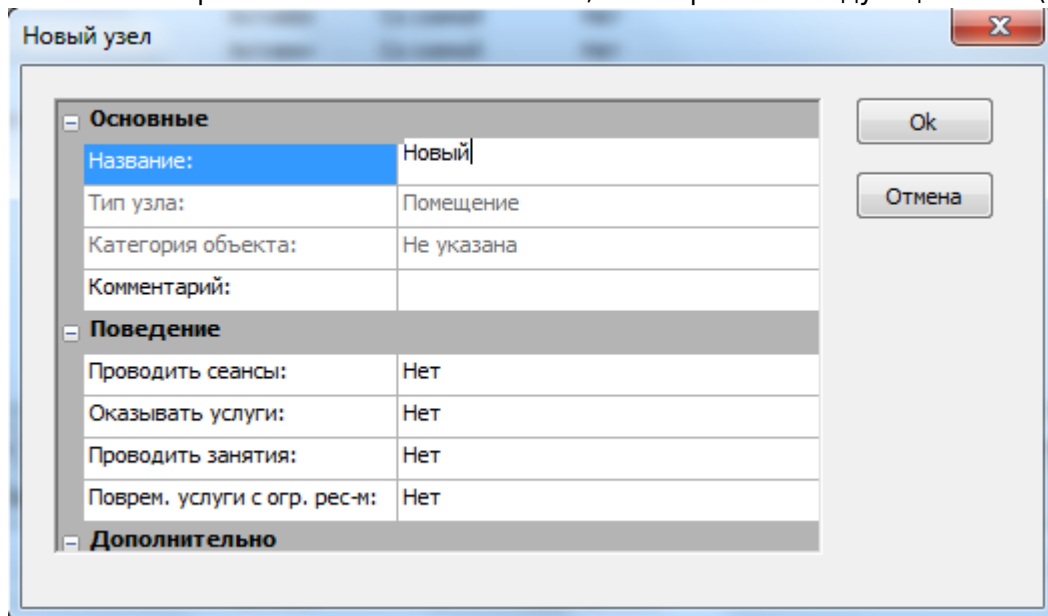 Новый узел
Основные
Название: Новый
Тип узла: Помещение
Категория объекта: Не указана
Комментарий:
Поведение
Проводить сеансы: Нет
Оказывать услуги: Нет
Проводить занятия: Нет
Поврем. услуги с огр. рес-м: Нет
Дополнительно
Ok
Отмена